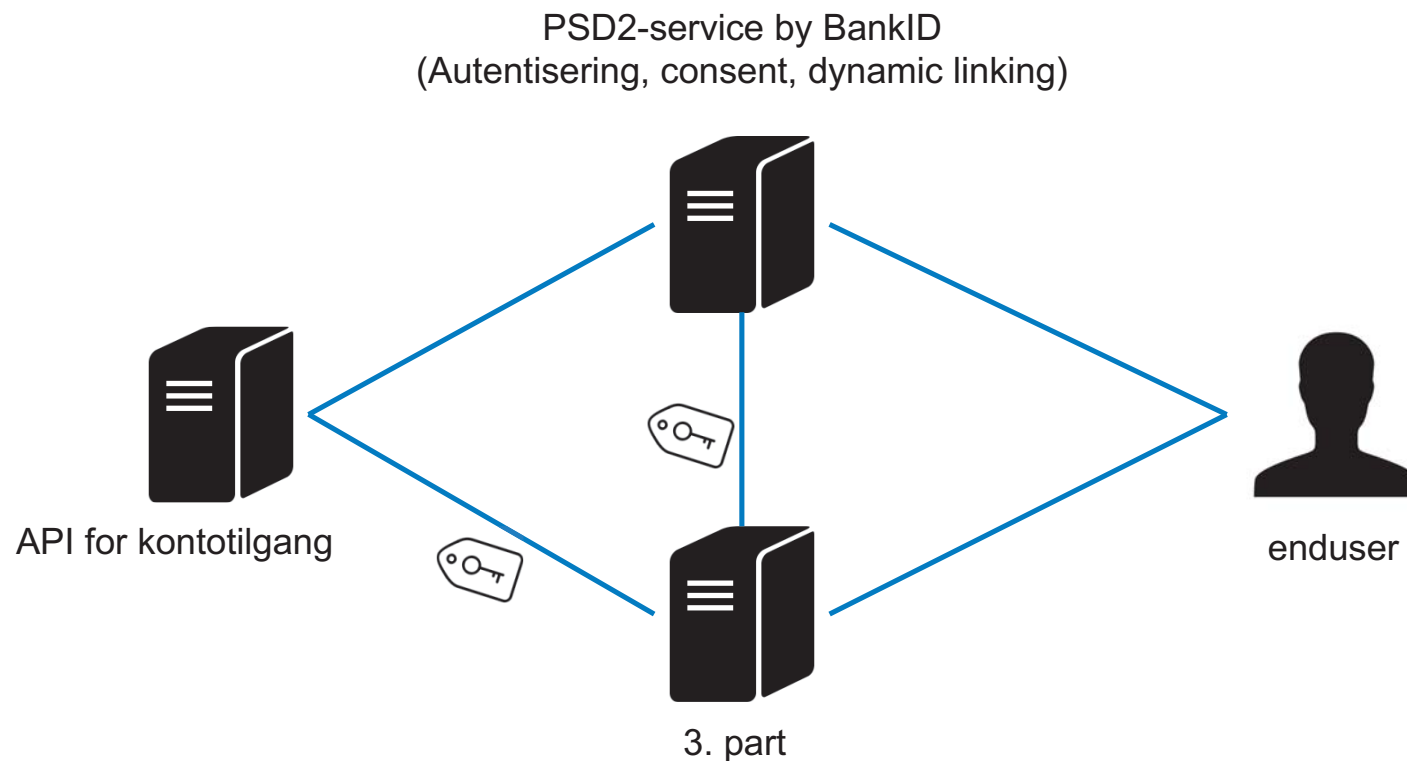 PSD2-service by BankID
(Autentisering, consent, dynamic linking)
API for kontotilgang
enduser
3. part